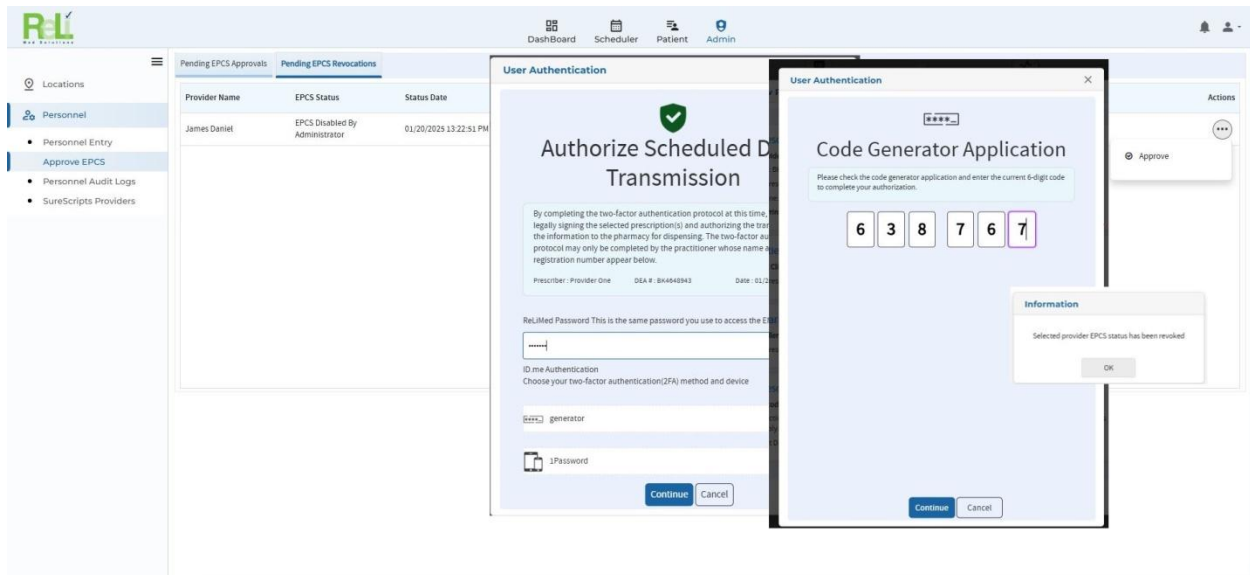 ReLi
Med Solutions
DashBoard Scheduler Patient Admin
Locations
Personnel
Personnel Entry
Approve EPCS
Personnel Audit Logs
SureScripts Providers
Pending EPCS Approvals Pending EPCS Revocations
Provider Name EPCS Status Status Date Actions
James Daniel EPCS Disabled By
Administrator 01/20/2025 13:22:51 PM
Approve
User Authentication
Authorize Scheduled D
Transmission
By completing the two-factor authentication protocol at this time,
legally signing the selected prescription(s) and authorizing the tra
the information to the pharmacy for dispensing. The two-factor au
protocol may only be completed by the practitioner whose name a
registration number appear below.
Prescriber : Provider One DEA # : BK4648943 Date : 01/2
ReLiMed Password This is the same password you use to access the E
ID.me Authentication
Choose your two-factor authentication(2FA) method and device
generator
1Password
Continue Cancel
User Authentication
Code Generator Application
Please check the code generator application and enter the current 6-digit code
to complete your authorization.
6 3 8 7 6 7
Continue Cancel
Information
Selected provider EPCS status has been revoked
OK